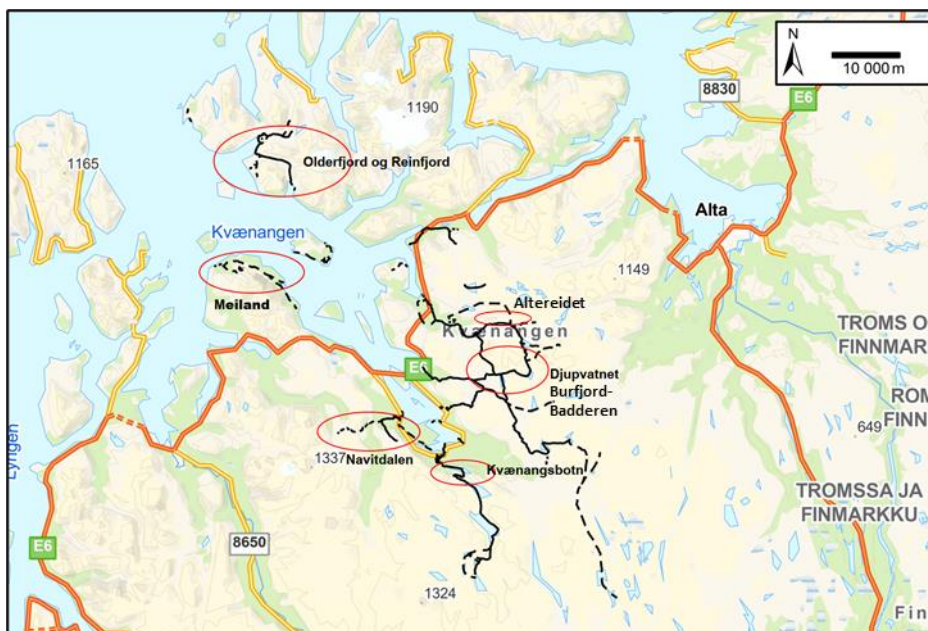 N
10 000 m
8830
E6
1190
1165
Olderfjord og Reinfjord
Alta
Kvænangen
1149
Meiland
Altereidet
Kvænangen
TROMS O
FINNMAR
E6
Djupvatnet
Burfjord-
Badderen
ROM
FINN
649
Lyngen
Navitdalen
1337
Kvænangsbotn
TROMSSA JA
FINMARKKU
E6
8650
1324
Fin